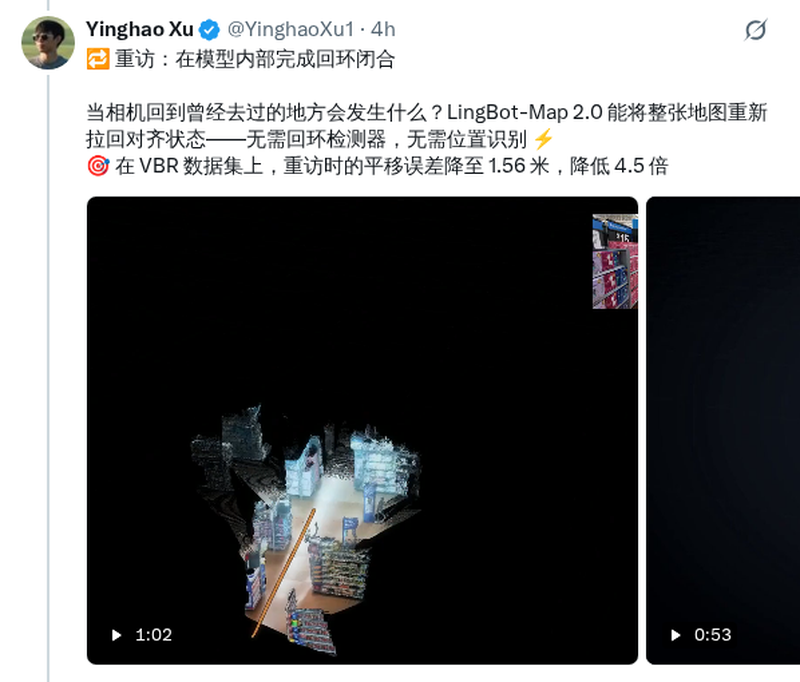 Yinghao Xu @YinghaoXu1 · 4h
🔁 重访：在模型内部完成回环闭合
当相机回到曾经去过的地方会发生什么？LingBot-Map 2.0 能将整张地图重新
拉回对齐状态——无需回环检测器，无需位置识别 ⚡
🎯 在 VBR 数据集上，重访时的平移误差降至 1.56 米，降低 4.5 倍
1:02
0:53